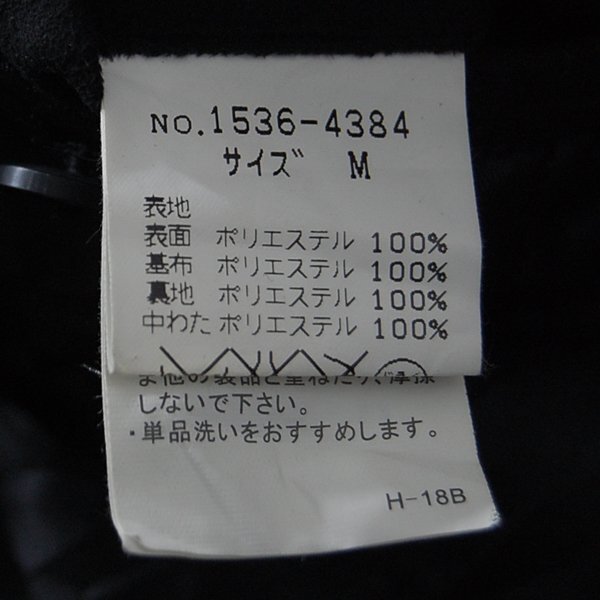 NO.1536-4384
サイズ M
表地
表面 ポリエステル 100%
基布 ポリエステル 100%
裏地 ポリエステル 100%
中わた ポリエステル 100%
しないで下さい。
・単品洗いをおすすめします。
H-18B